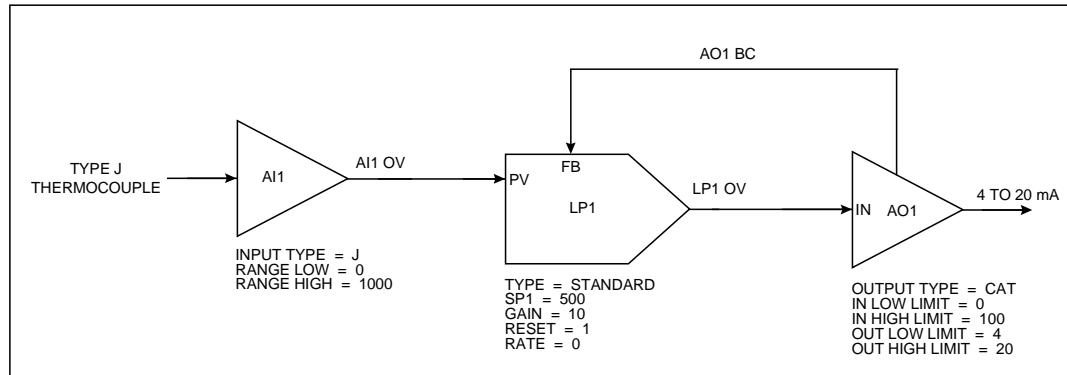 AO1 BC
TYPE J
THERMOCOUPLE
AI1
AI1 OV
PV
FB
LP1
LP1 OV
IN
AO1
4 TO 20 mA
INPUT TYPE = J
RANGE LOW = 0
RANGE HIGH = 1000
TYPE = STANDARD
SP1 = 500
GAIN = 10
RESET = 1
RATE = 0
OUTPUT TYPE = CAT
IN LOW LIMIT = 0
IN HIGH LIMIT = 100
OUT LOW LIMIT = 4
OUT HIGH LIMIT = 20